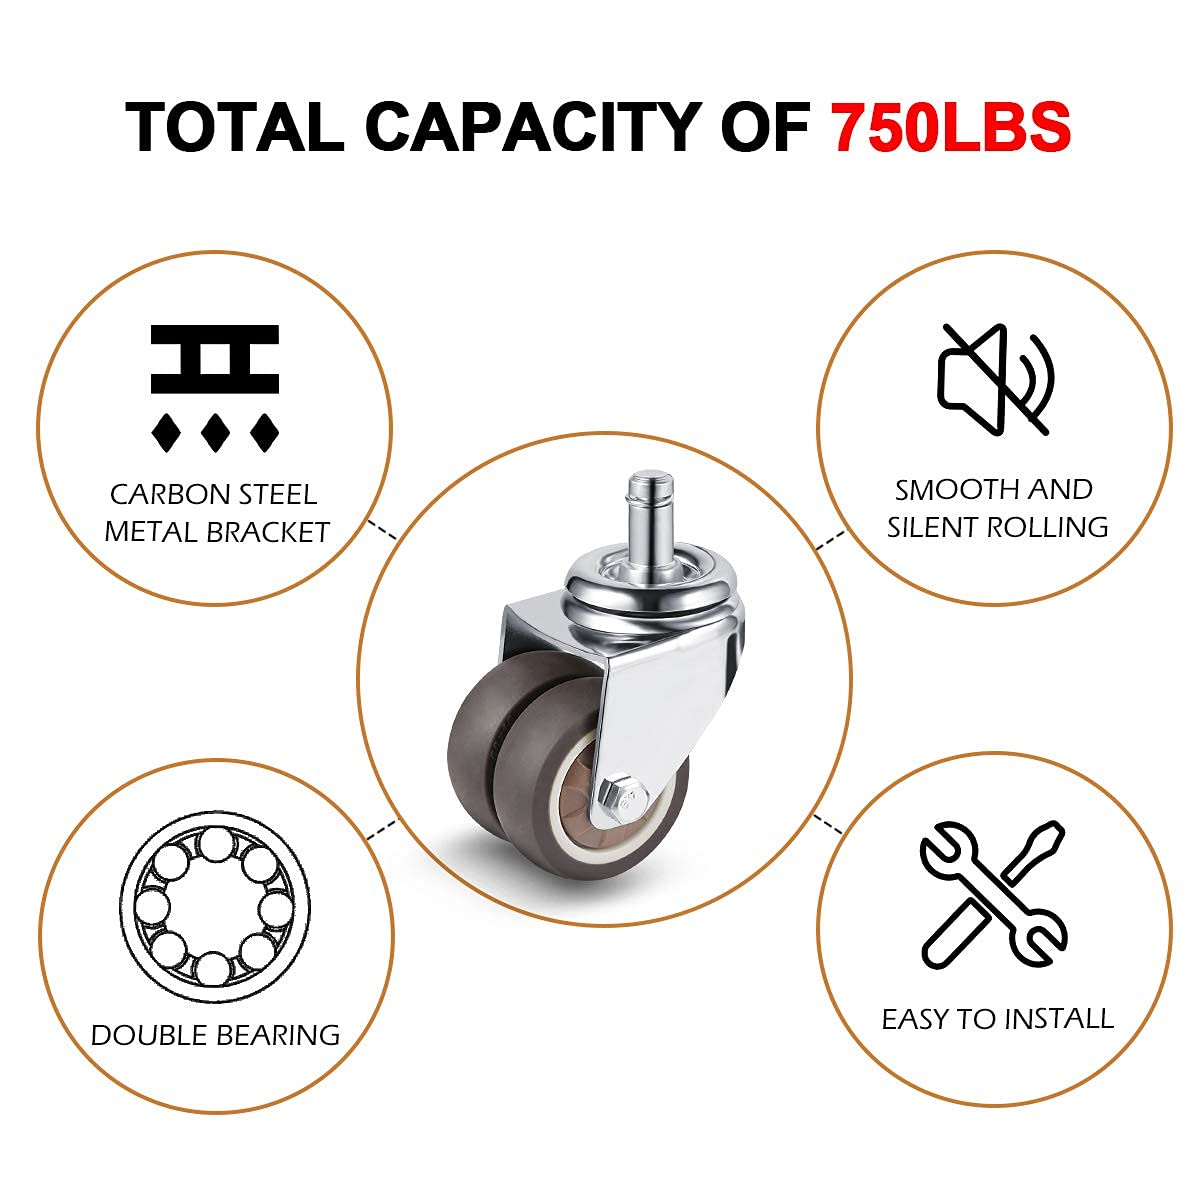 TOTAL CAPACITY OF 750LBS
CARBON STEEL
METAL BRACKET
SMOOTH AND
SILENT ROLLING
DOUBLE BEARING
EASY TO INSTALL